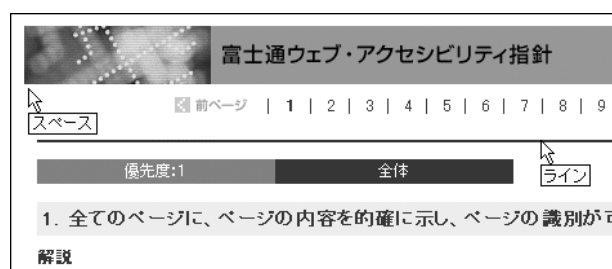 富士通ウェブ・アクセシビリティ指針
前ページ | 1 | 2 | 3 | 4 | 5 | 6 | 7 | 8 | 9
スペース
優先度:1 全体
ライン
1. 全てのページに、ページの内容を的確に示し、ページの識別が
解説